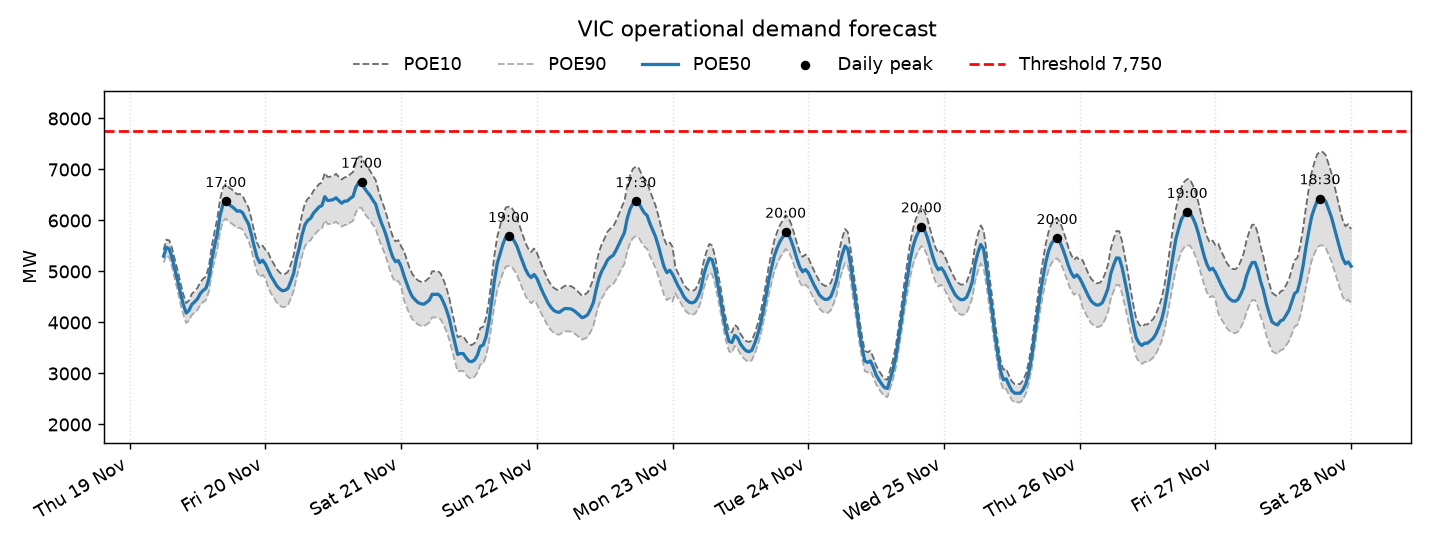 VIC operational demand forecast
POE10 POE90 POE50 Daily peak Threshold 7,750
MW
8000
7000
6000
5000
4000
3000
2000
17:00
17:00
19:00
17:30
20:00
20:00
20:00
19:00
18:30
Thu 19 Nov
Fri 20 Nov
Sat 21 Nov
Sun 22 Nov
Mon 23 Nov
Tue 24 Nov
Wed 25 Nov
Thu 26 Nov
Fri 27 Nov
Sat 28 Nov